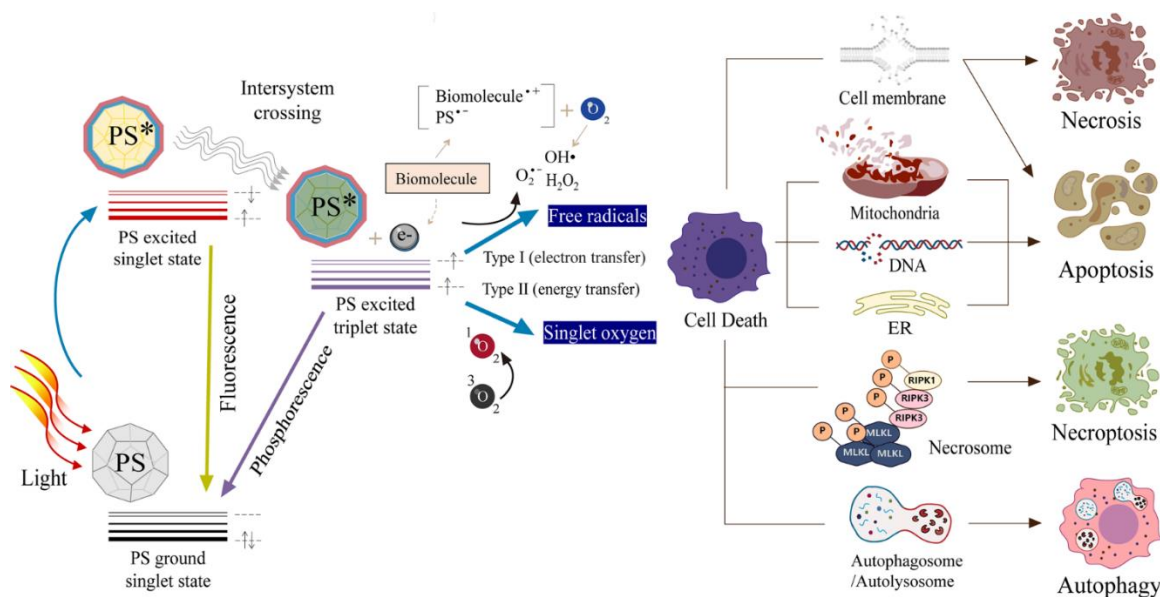 Intersystem
crossing
PS*
PS excited
singlet state
PS*
PS excited
triplet state
e-
Biomolecule•+
PS•−
+
O2
Biomolecule
+
O2•−
OH•
H2O2
Free radicals
Type I (electron transfer)
Type II (energy transfer)
Singlet oxygen
1O2
3O2
Fluorescence
Phosphorescence
Light
PS
PS ground
singlet state
Cell Death
Cell membrane
Mitochondria
DNA
ER
P
RIPK1
P
RIPK3
P
RIPK3
P
P
P
MLKL
MLKL
MLKL
Necrosome
Autophagosome
/Autolysosome
Necrosis
Apoptosis
Necroptosis
Autophagy